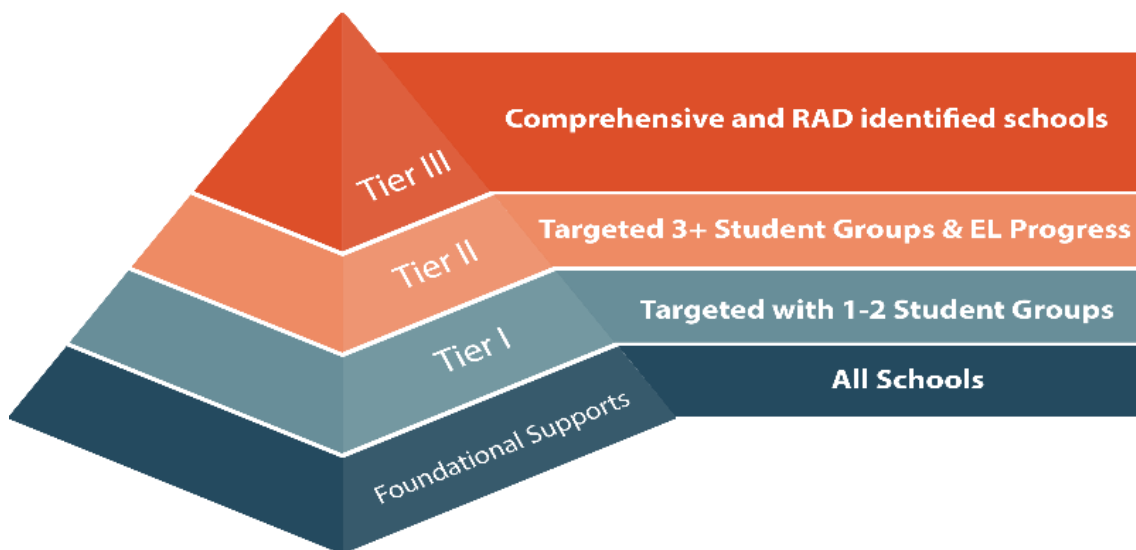 Tier III
Comprehensive and RAD identified schools
Tier II
Targeted 3+ Student Groups & EL Progress
Tier I
Targeted with 1-2 Student Groups
Foundational Supports
All Schools